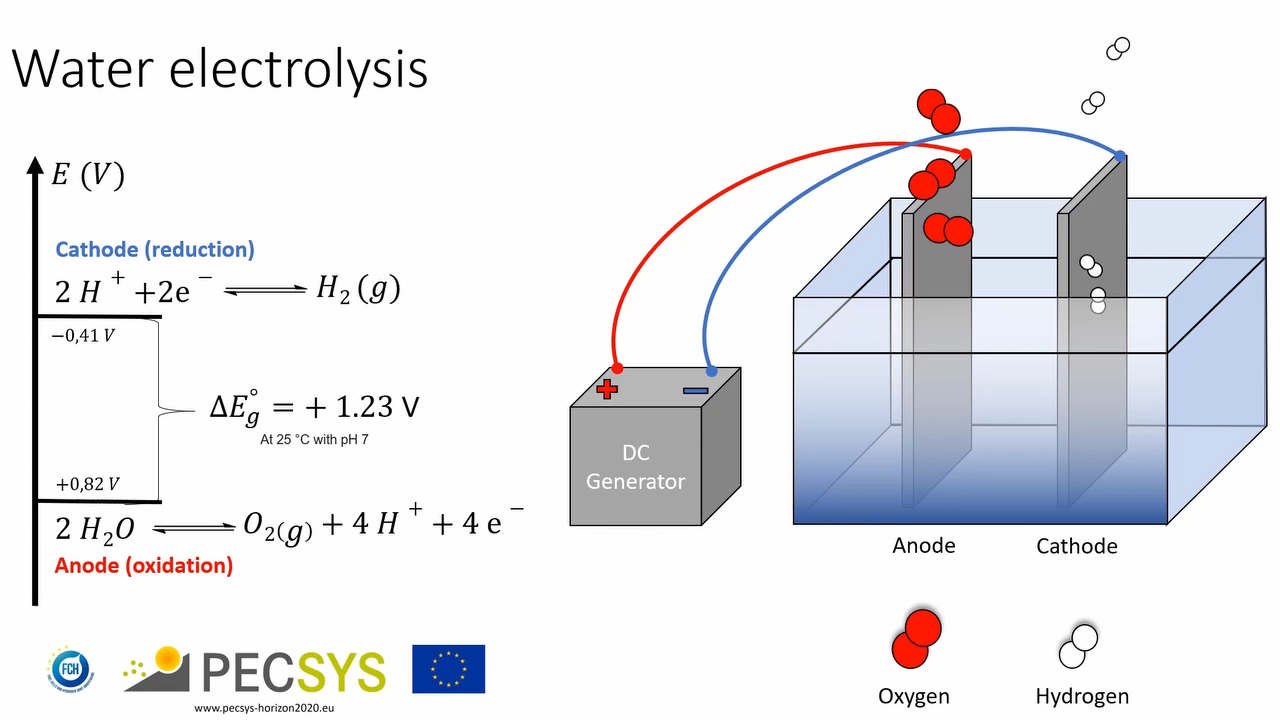 Water electrolysis
E (V)
Cathode (reduction)
2 H⁺ +2e⁻ ⇌ H₂ (g)
−0,41 V
ΔE°g = + 1.23 V
At 25 °C with pH 7
+0,82 V
2 H₂O ⇌ O₂(g) + 4 H⁺ + 4 e⁻
Anode (oxidation)
+
−
DC
Generator
Anode
Cathode
Oxygen
Hydrogen
FCH
PECSYS
www.pecsys-horizon2020.eu